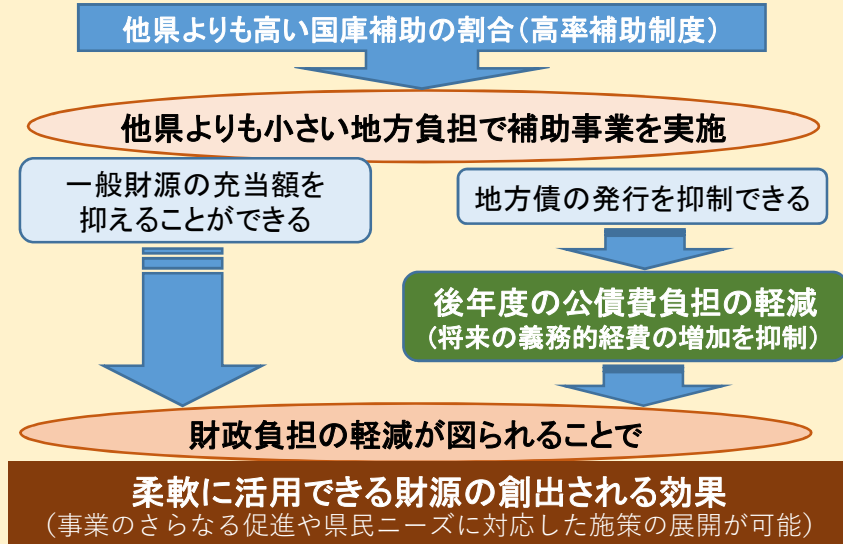 他県よりも高い国庫補助の割合（高率補助制度）
他県よりも小さい地方負担で補助事業を実施
一般財源の充当額を
抑えることができる
地方債の発行を抑制できる
後年度の公債費負担の軽減
（将来の義務的経費の増加を抑制）
財政負担の軽減が図られることで
柔軟に活用できる財源の創出される効果
（事業のさらなる促進や県民ニーズに対応した施策の展開が可能）